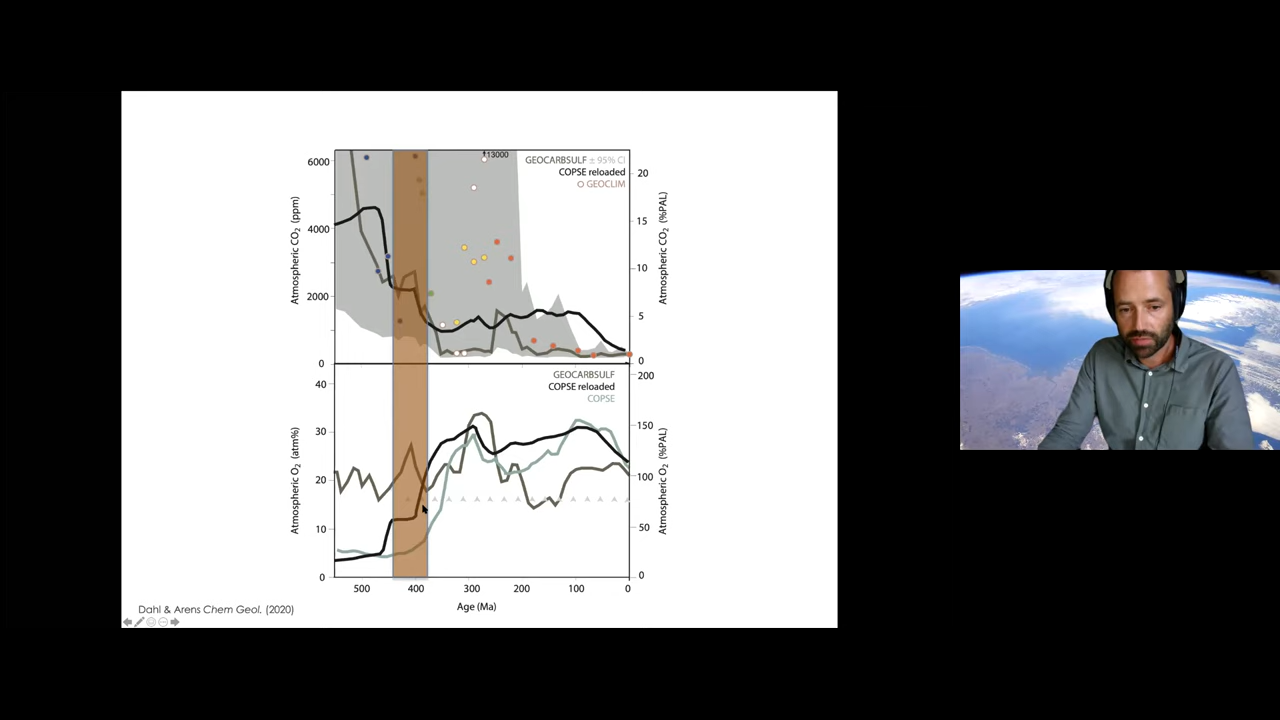 13000
GEOCARBSULF ± 95% CI
COPSE reloaded
O GEOCLIM
Atmospheric CO2 (ppm)
6000
4000
2000
0
Atmospheric CO2 (%PAL)
20
15
10
5
0
GEOCARBSULF
COPSE reloaded
COPSE
Atmospheric O2 (atm%)
40
30
20
10
0
Atmospheric O2 (%PAL)
200
150
100
50
0
500 400 300 200 100 0
Age (Ma)
Dahl & Arens Chem Geol. (2020)